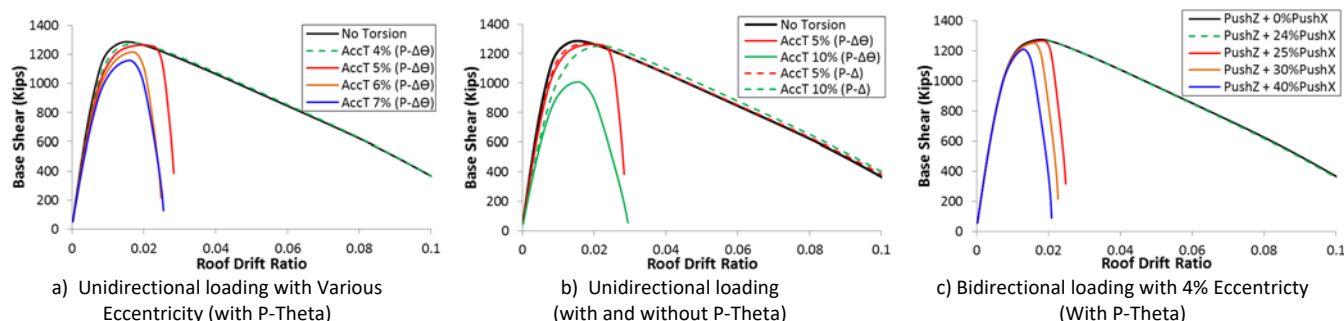 Base Shear (Kips)
1400
1200
1000
800
600
400
200
0
0
0.02
0.04
0.06
0.08
0.1
Roof Drift Ratio
No Torsion
AccT 4% (P-ΔΘ)
AccT 5% (P-ΔΘ)
AccT 6% (P-ΔΘ)
AccT 7% (P-ΔΘ)
a) Unidirectional loading with Various
Eccentricity (with P-Theta)
Base Shear (Kips)
1400
1200
1000
800
600
400
200
0
0
0.02
0.04
0.06
0.08
0.1
Roof Drift Ratio
No Torsion
AccT 5% (P-ΔΘ)
AccT 10% (P-ΔΘ)
AccT 5% (P-Δ)
AccT 10% (P-Δ)
b) Unidirectional loading
(with and without P-Theta)
Base Shear (Kips)
1400
1200
1000
800
600
400
200
0
0
0.02
0.04
0.06
0.08
0.1
Roof Drift Ratio
PushZ + 0%PushX
PushZ + 24%PushX
PushZ + 25%PushX
PushZ + 30%PushX
PushZ + 40%PushX
c) Bidirectional loading with 4% Eccentricty
(With P-Theta)